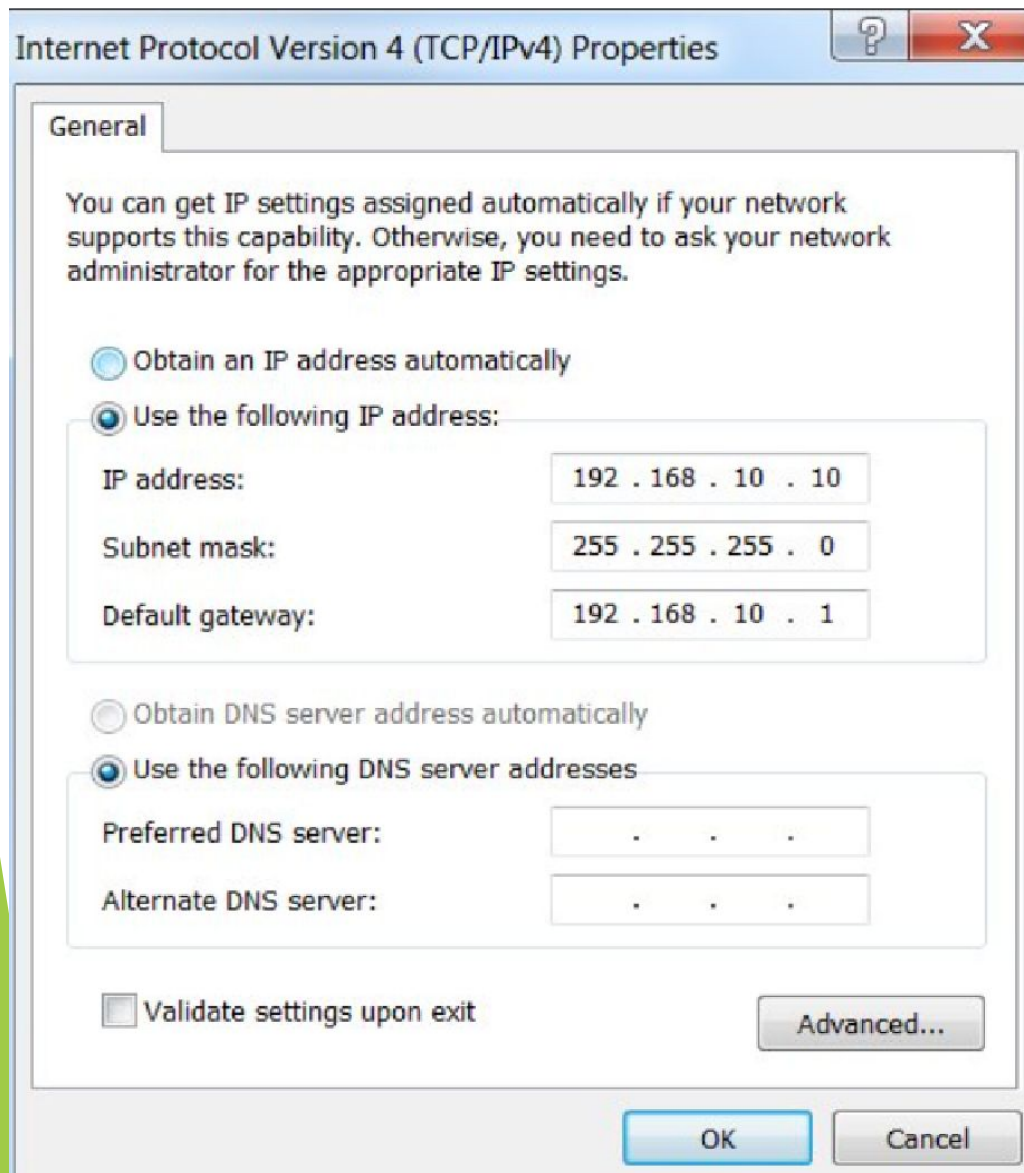 Internet Protocol Version 4 (TCP/IPv4) Properties
General
You can get IP settings assigned automatically if your network
supports this capability. Otherwise, you need to ask your network
administrator for the appropriate IP settings.
Obtain an IP address automatically
Use the following IP address:
IP address: 192 . 168 . 10 . 10
Subnet mask: 255 . 255 . 255 . 0
Default gateway: 192 . 168 . 10 . 1
Obtain DNS server address automatically
Use the following DNS server addresses
Preferred DNS server: . . .
Alternate DNS server: . . .
Validate settings upon exit
Advanced...
OK Cancel